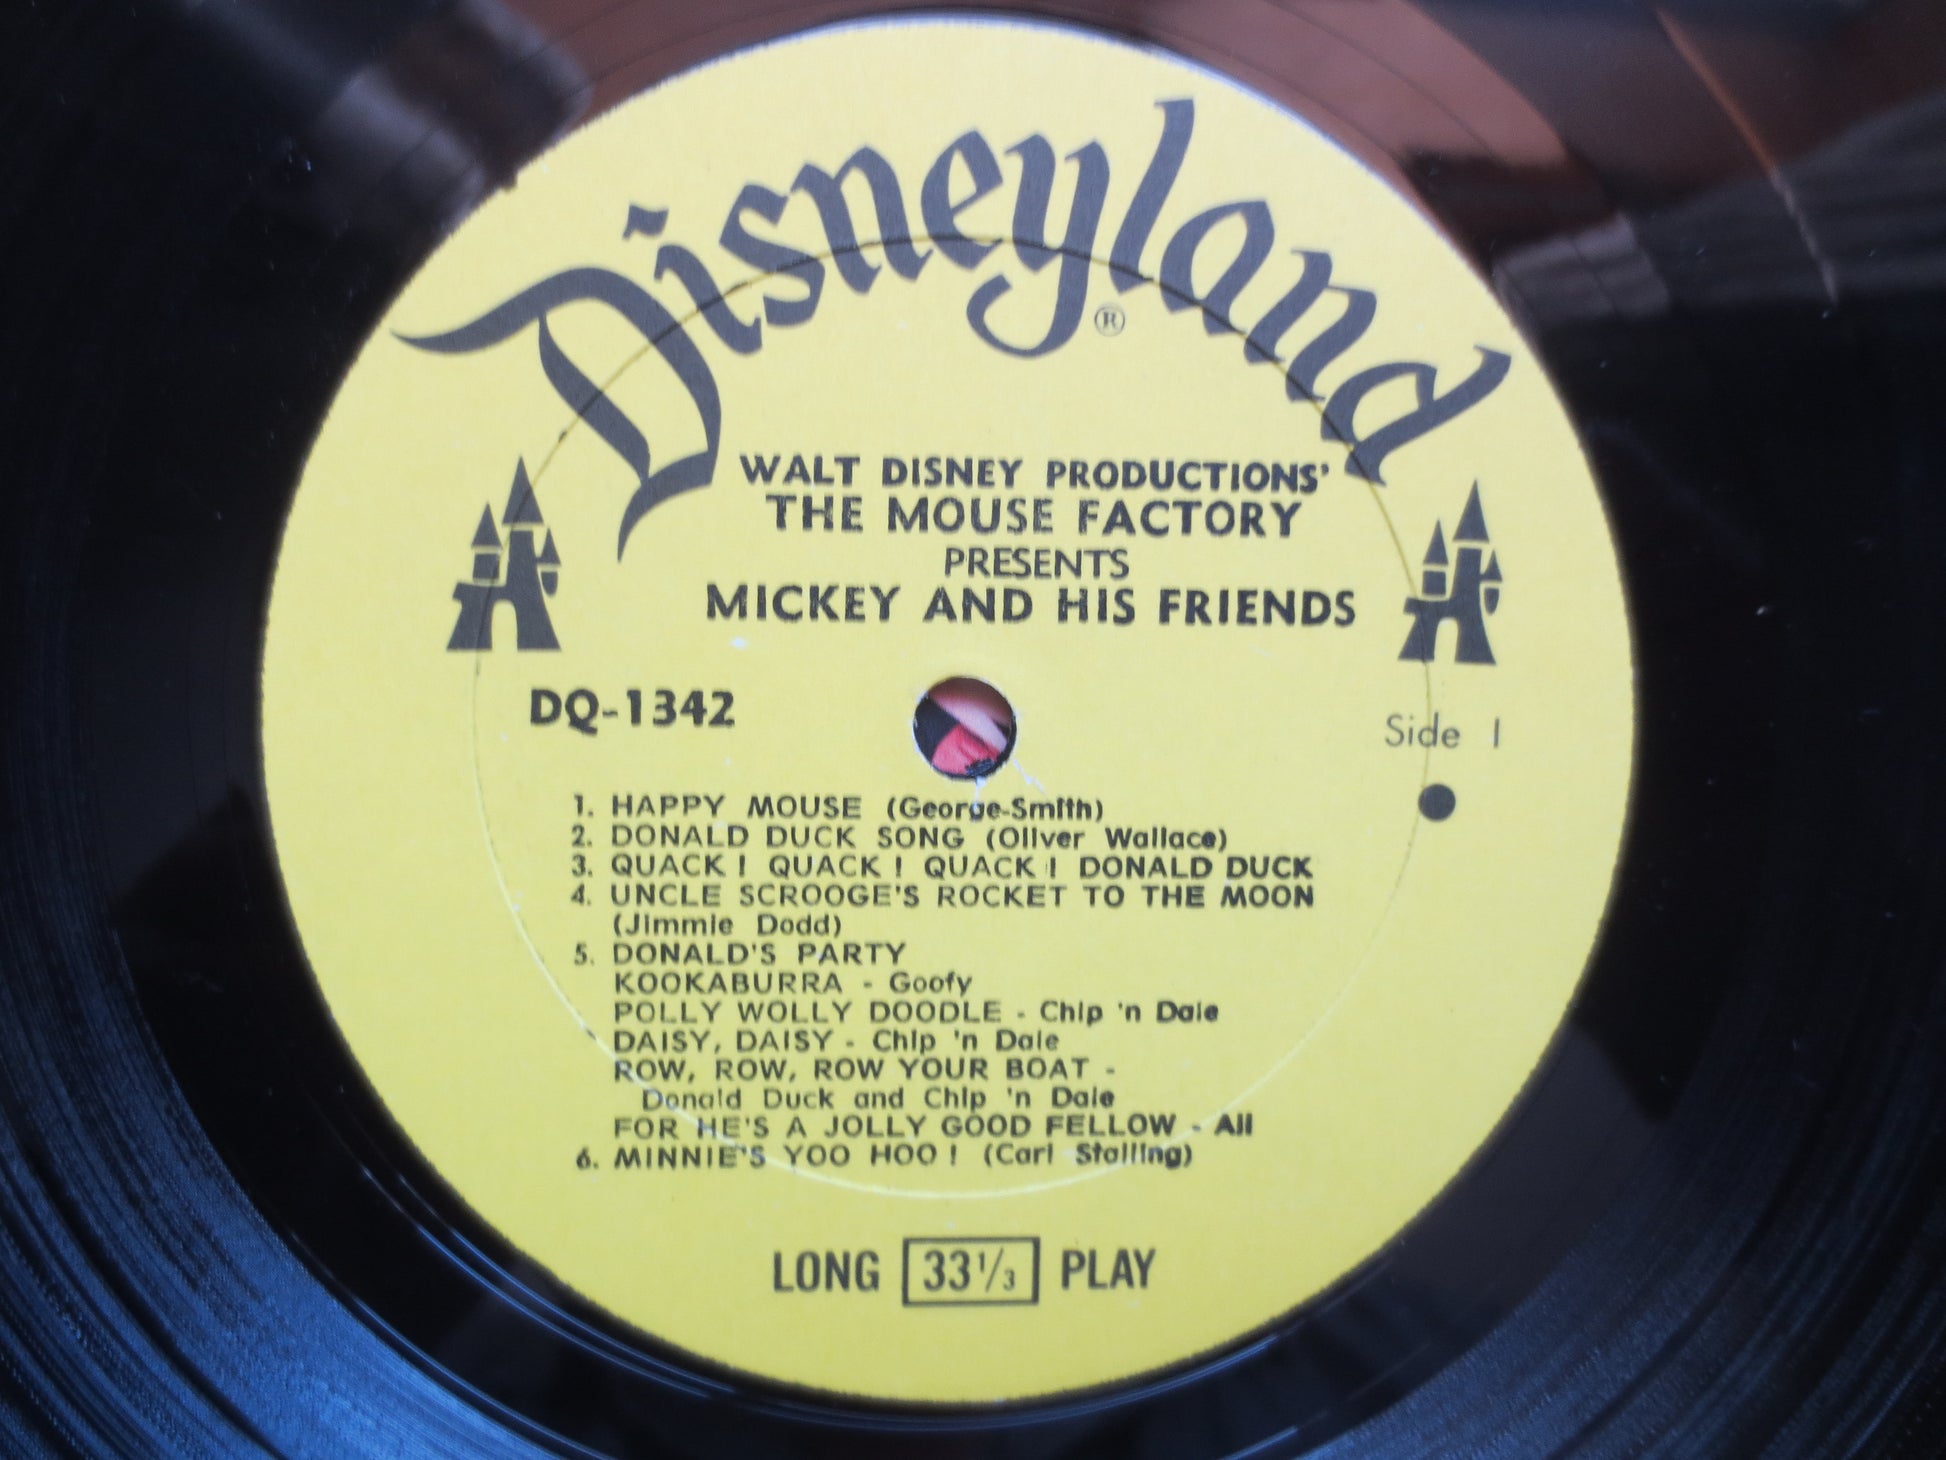 Disneyland
®
WALT DISNEY PRODUCTIONS'
THE MOUSE FACTORY
PRESENTS
MICKEY AND HIS FRIENDS
DQ-1342
Side 1
1. HAPPY MOUSE (George-Smith)
2. DONALD DUCK SONG (Oliver Wallace)
3. QUACK! QUACK! QUACK! DONALD DUCK
4. UNCLE SCROOGE'S ROCKET TO THE MOON
(Jimmie Dodd)
5. DONALD'S PARTY
KOOKABURRA - Goofy
POLLY WOLLY DOODLE - Chip 'n Dale
DAISY, DAISY - Chip 'n Dale
ROW, ROW, ROW YOUR BOAT -
Donald Duck and Chip 'n Dale
FOR HE'S A JOLLY GOOD FELLOW - All
6. MINNIE'S YOO HOO! (Carl Stalling)
LONG 33 1/3 PLAY